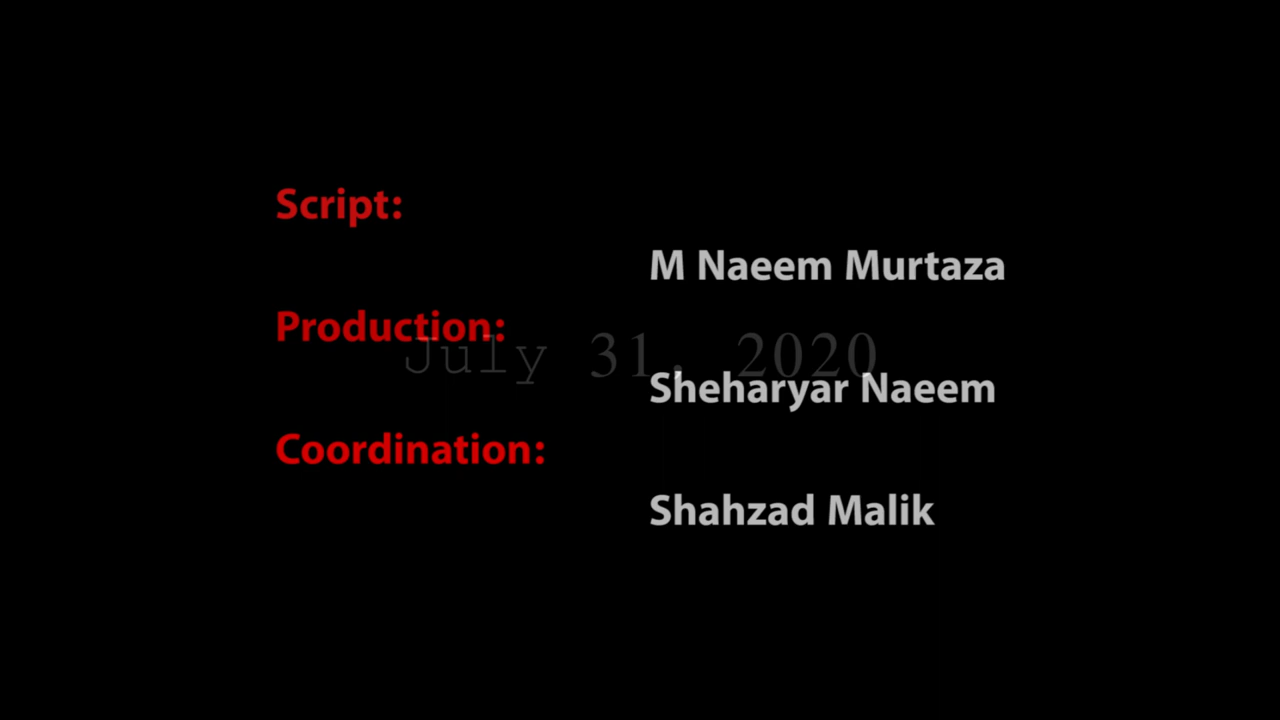 Script:
M Naeem Murtaza
Production:
July 31, 2020
Sheharyar Naeem
Coordination:
Shahzad Malik